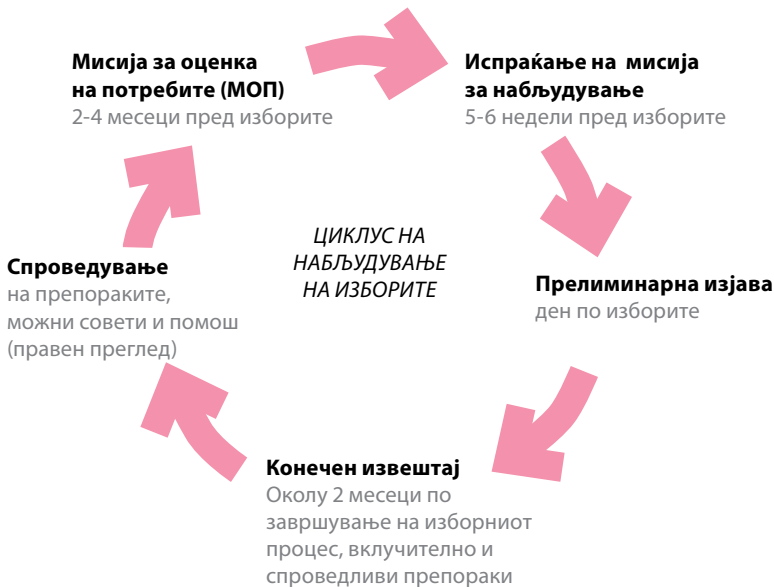 Мисија за оценка
на потребите (МОП)
2-4 месеци пред изборите
Испраќање на мисија
за набљудување
5-6 недели пред изборите
ЦИКЛУС НА
НАБЉУДУВАЊЕ
НА ИЗБОРИТЕ
Прелиминарна изјава
ден по изборите
Конечен извештај
Околу 2 месеци по
завршување на изборниот
процес, вклучително и
спроведливи препораки
Спроведување
на препораките,
можни совети и помош
(правен преглед)